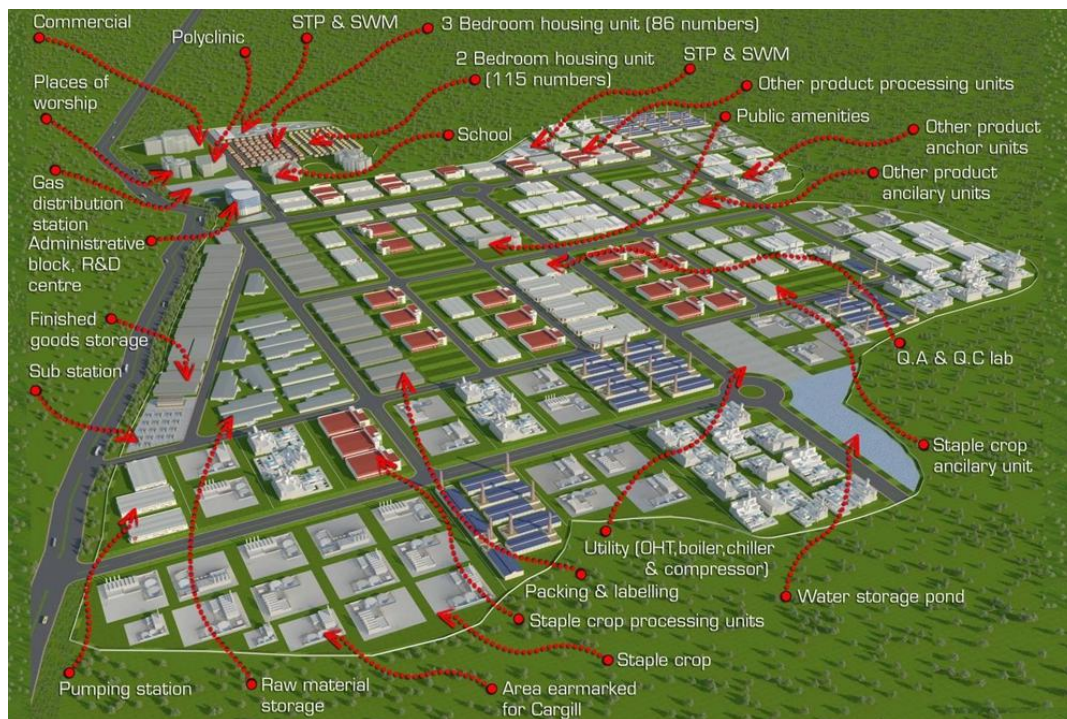 Commercial
Polyclinic
STP & SWM
3 Bedroom housing unit (86 numbers)
2 Bedroom housing unit
(115 numbers)
STP & SWM
Other product processing units
Places of
worship
School
Public amenities
Other product
anchor units
Gas
distribution
station
Other product
ancilary units
Administrative
block, R&D
centre
Finished
goods storage
Sub station
Q.A & Q.C lab
Staple crop
ancilary unit
Utility (OHT,boiler,chiller
& compressor)
Packing & labelling
Water storage pond
Staple crop processing units
Staple crop
Pumping station
Raw material
storage
Area earmarked
for Cargill